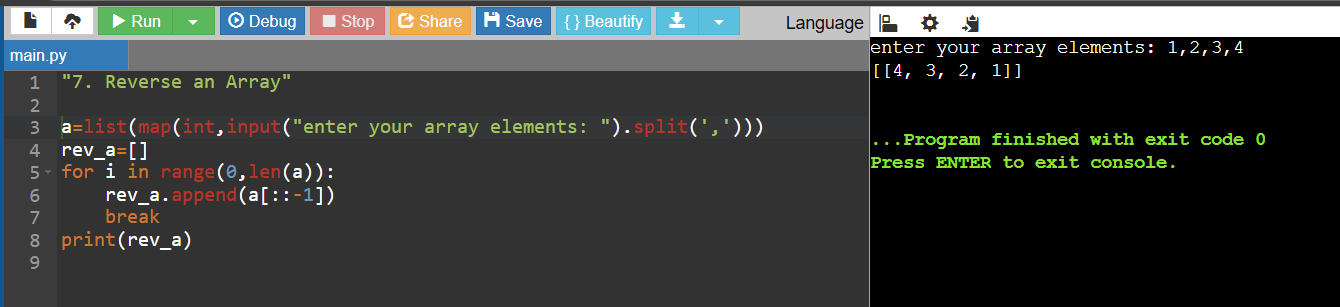 Run Debug Stop Share Save { } Beautify Language
main.py
1 "7. Reverse an Array"
2
3 a=list(map(int,input("enter your array elements: ").split(',')))
4 rev_a=[]
5 for i in range(0,len(a)):
6     rev_a.append(a[::-1])
7     break
8 print(rev_a)
9
enter your array elements: 1,2,3,4
[[4, 3, 2, 1]]
...Program finished with exit code 0
Press ENTER to exit console.